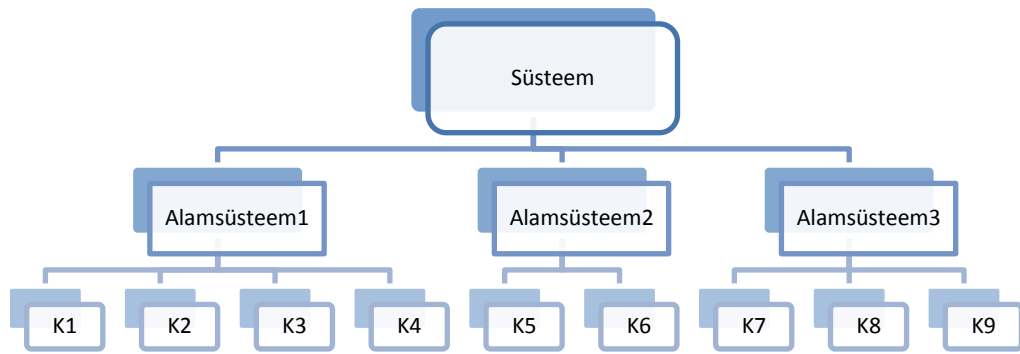 Süsteem
Alamsüsteem1
Alamsüsteem2
Alamsüsteem3
K1
K2
K3
K4
K5
K6
K7
K8
K9